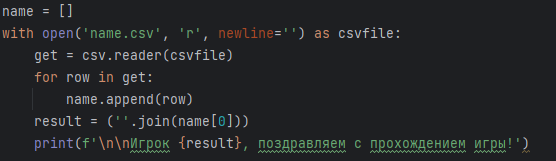 name = []
with open('name.csv', 'r', newline='') as csvfile:
    get = csv.reader(csvfile)
    for row in get:
        name.append(row)
    result = (''.join(name[0]))
    print(f'\n\nИгрок {result}, поздравляем с прохождением игры!')